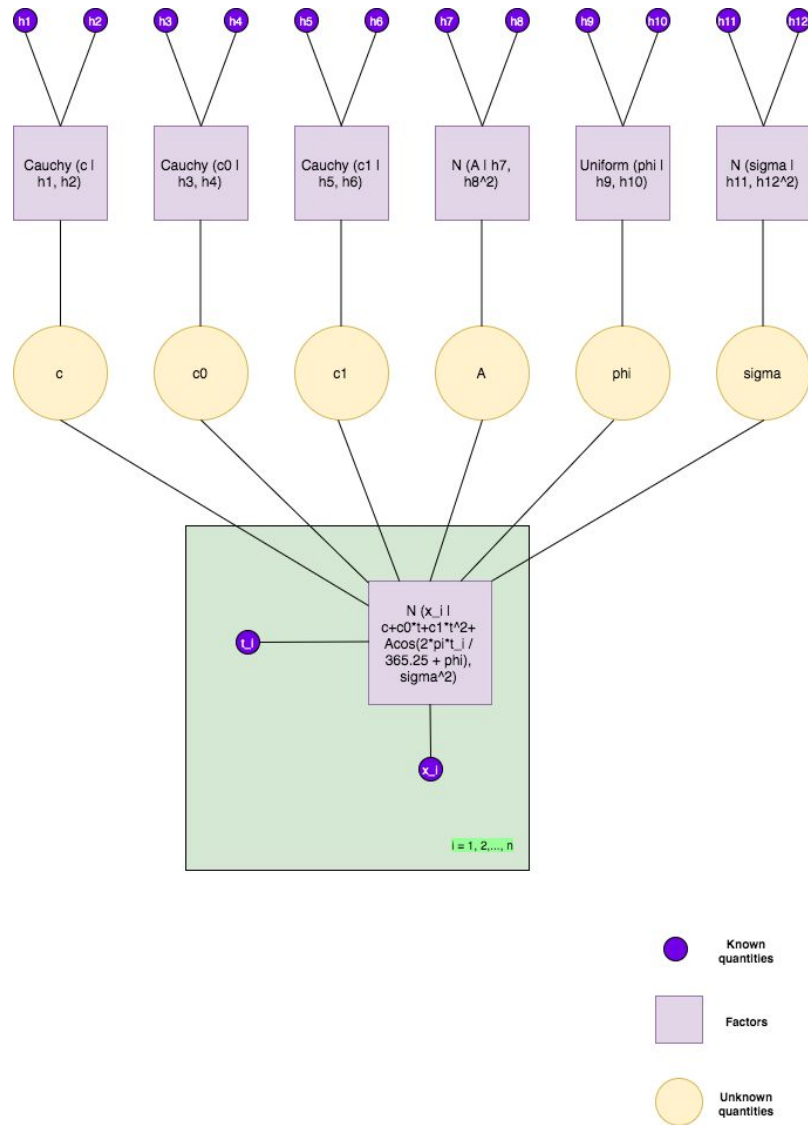 h1 h2 h3 h4 h5 h6 h7 h8 h9 h10 h11 h12
Cauchy (c |
h1, h2)
Cauchy (c0 |
h3, h4)
Cauchy (c1 |
h5, h6)
N (A | h7,
h8^2)
Uniform (phi |
h9, h10)
N (sigma |
h11, h12^2)
c
c0
c1
A
phi
sigma
N (x_i |
c+c0*t+c1*t^2+
Acos(2*pi*t_i /
365.25 + phi),
sigma^2)
t_i
x_i
i = 1, 2,..., n
Known
quantities
Factors
Unknown
quantities